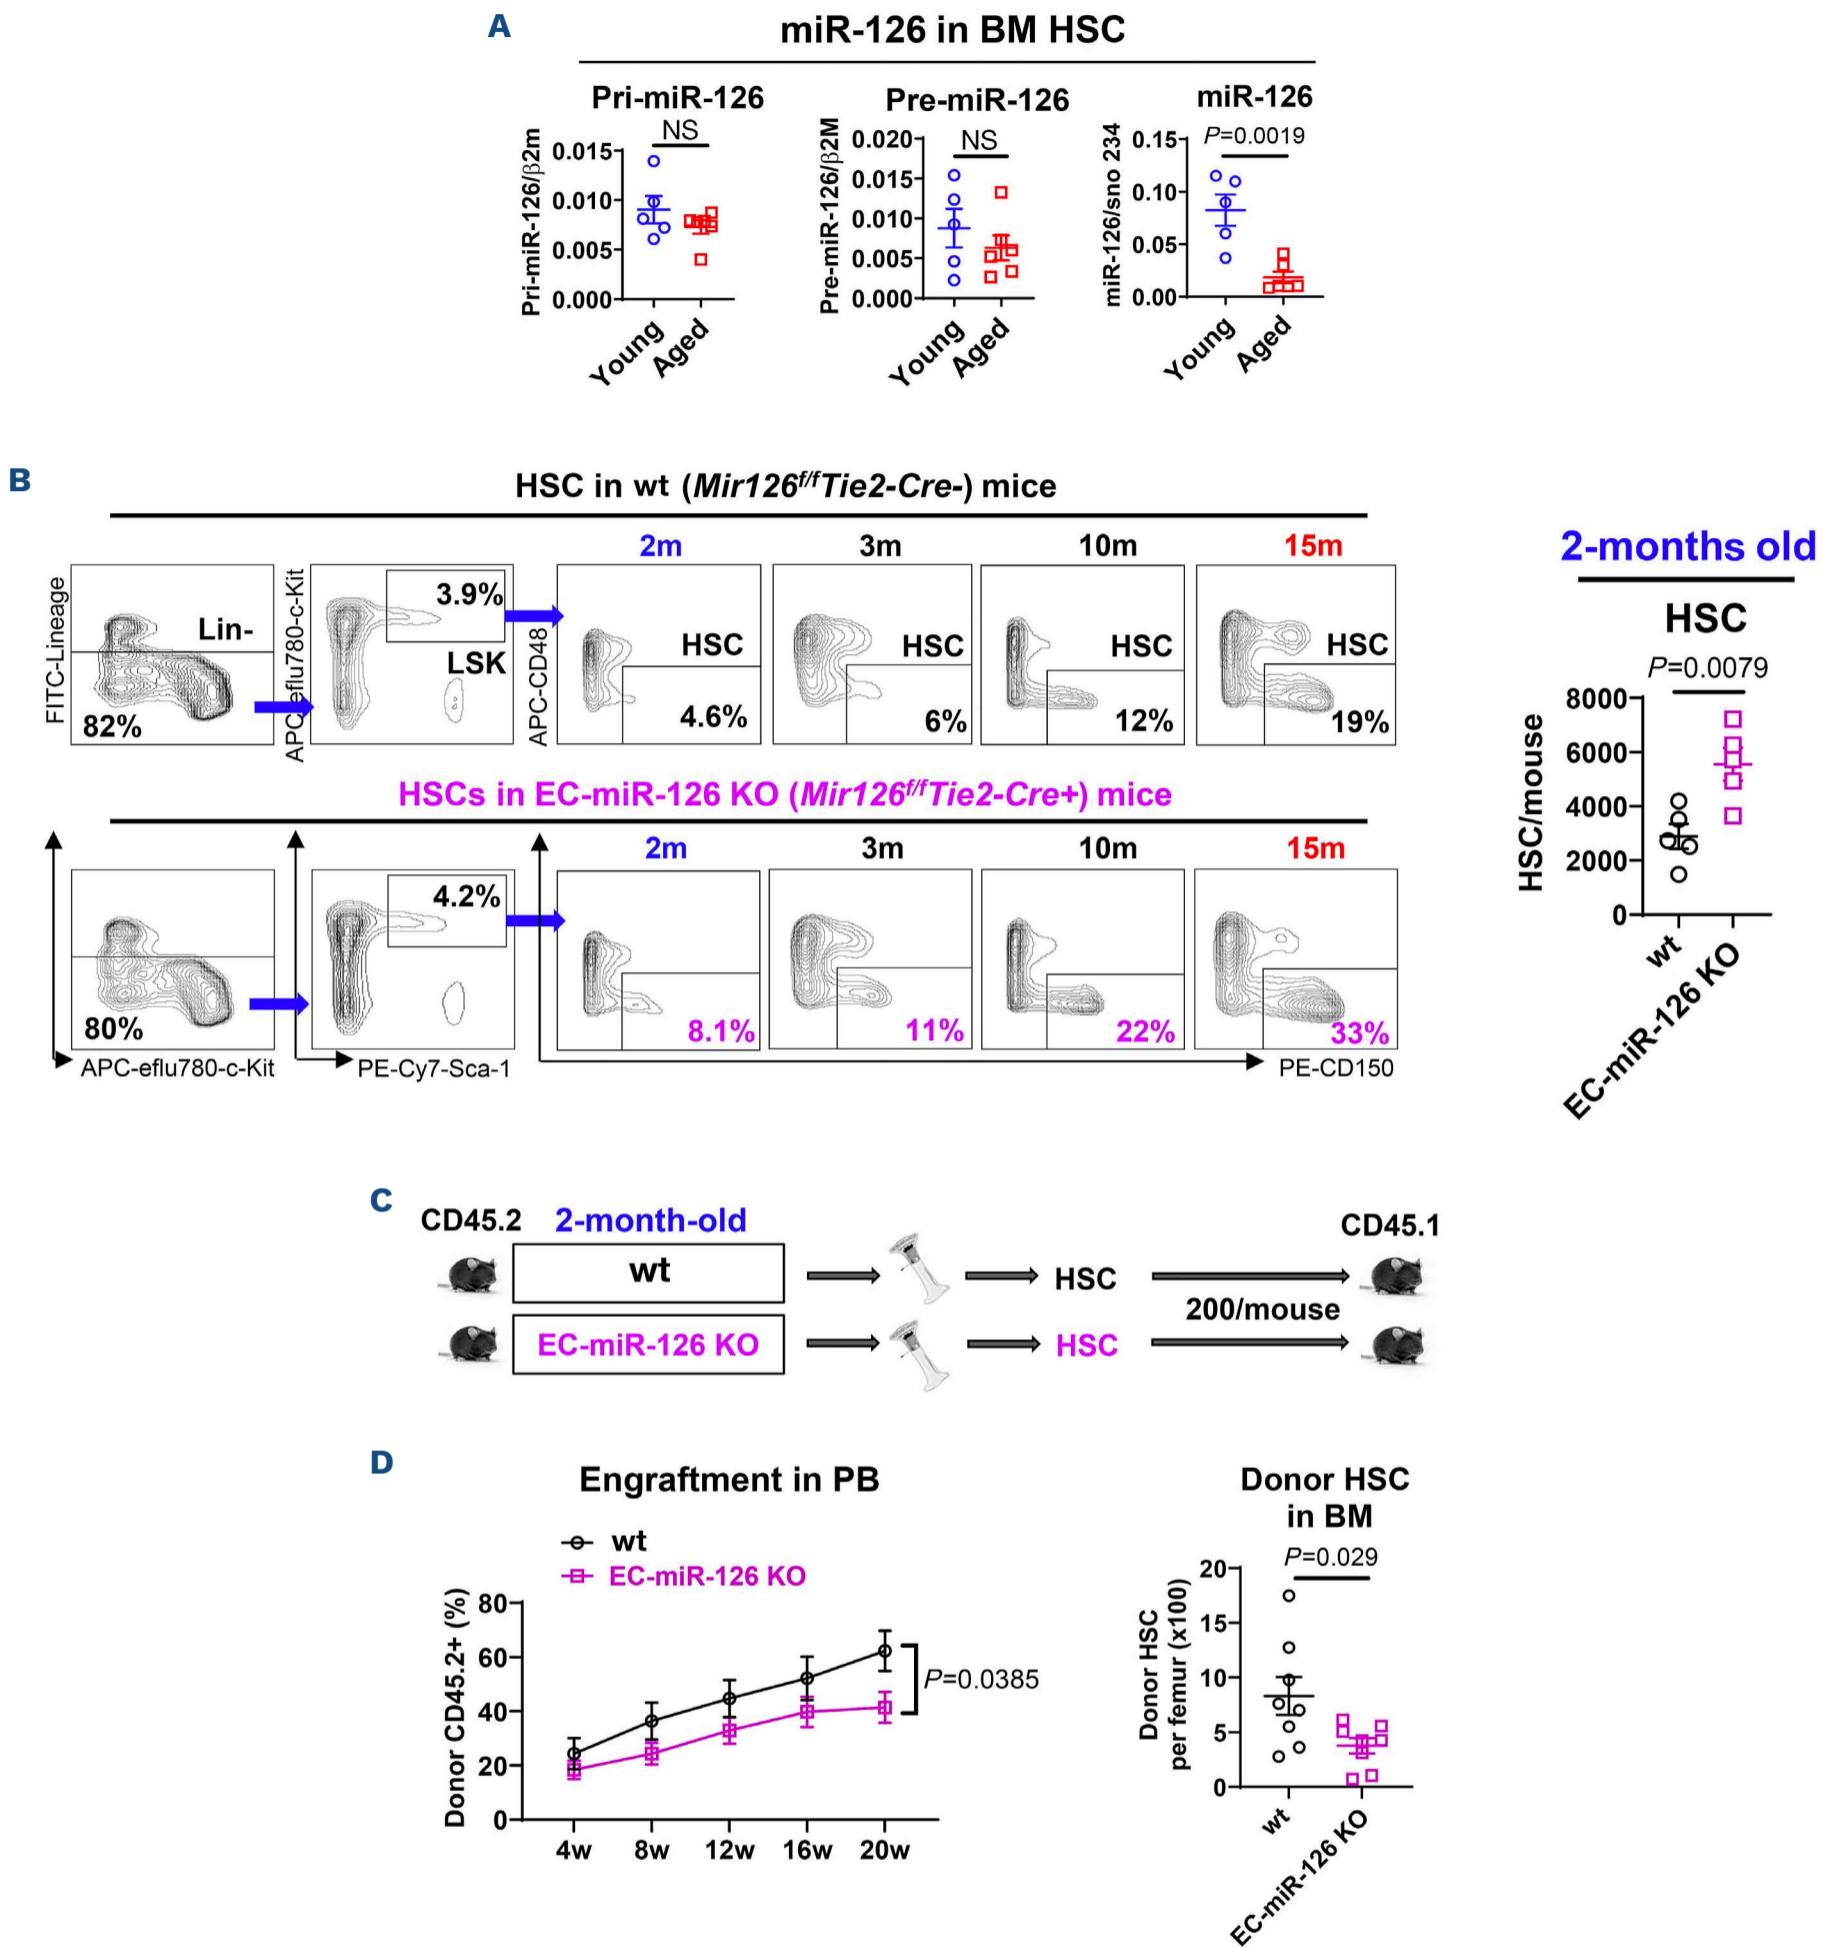 A
miR-126 in BM HSC
Pri-miR-126
NS
Pri-miR-126/β2m
0.015
0.010
0.005
0.000
Young
Aged
Pre-miR-126
NS
Pre-miR-126/β2M
0.020
0.015
0.010
0.005
0.000
Young
Aged
miR-126
P=0.0019
miR-126/sno 234
0.15
0.10
0.05
0.00
Young
Aged
B
HSC in wt (Mir126f/fTie2-Cre-) mice
2m
3m
10m
15m
FITC-Lineage
Lin-
82%
APC-eflu780-c-Kit
3.9%
LSK
APC-CD48
HSC
4.6%
HSC
6%
HSC
12%
HSC
19%
HSCs in EC-miR-126 KO (Mir126f/fTie2-Cre+) mice
2m
3m
10m
15m
80%
4.2%
8.1%
11%
22%
33%
APC-eflu780-c-Kit
PE-Cy7-Sca-1
PE-CD150
2-months old
HSC
P=0.0079
HSC/mouse
8000
6000
4000
2000
0
wt
EC-miR-126 KO
C
CD45.2
2-month-old
CD45.1
wt
HSC
200/mouse
EC-miR-126 KO
HSC
D
Engraftment in PB
wt
EC-miR-126 KO
Donor CD45.2+ (%)
80
60
40
20
0
P=0.0385
4w
8w
12w
16w
20w
Donor HSC
in BM
P=0.029
Donor HSC
per femur (x100)
20
15
10
5
0
wt
EC-miR-126 KO